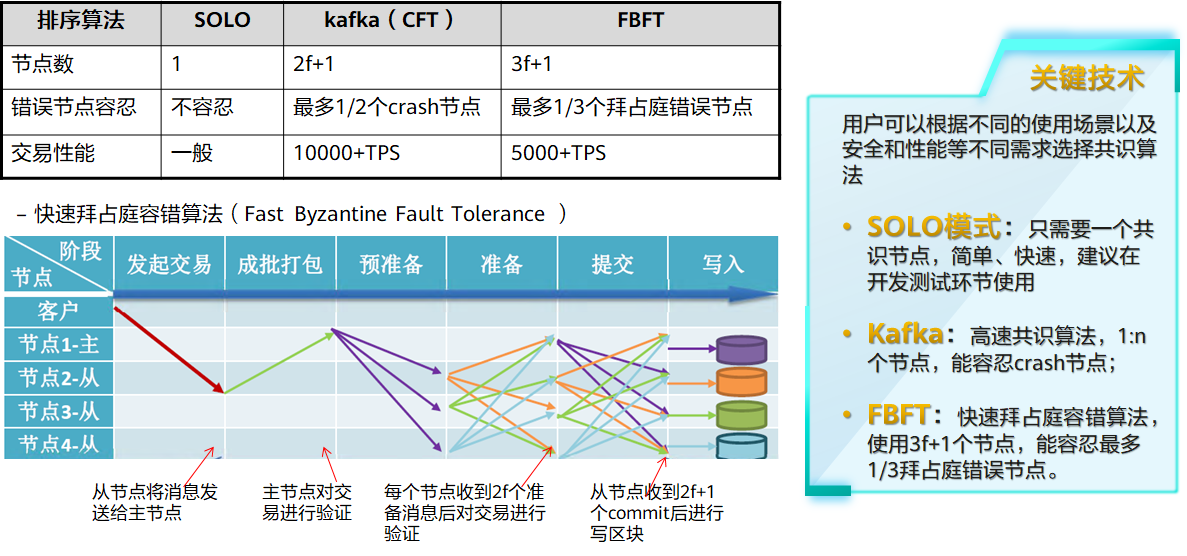 排序算法 SOLO kafka（CFT） FBFT
节点数 1 2f+1 3f+1
错误节点容忍 不容忍 最多1/2个crash节点 最多1/3个拜占庭错误节点
交易性能 一般 10000+TPS 5000+TPS
– 快速拜占庭容错算法（Fast Byzantine Fault Tolerance ）
阶段
节点
发起交易 成批打包 预准备 准备 提交 写入
客户
节点1-主
节点2-从
节点3-从
节点4-从
从节点将消息发
送给主节点
主节点对交
易进行验证
每个节点收到2f个准
备消息后对交易进行
验证
从节点收到2f+1
个commit后进行
写区块
关键技术
用户可以根据不同的使用场景以及
安全和性能等不同需求选择共识算
法
• SOLO模式：只需要一个共
识节点，简单、快速，建议在
开发测试环节使用
• Kafka：高速共识算法，1:n
个节点，能容忍crash节点；
• FBFT：快速拜占庭容错算法，
使用3f+1个节点，能容忍最多
1/3拜占庭错误节点。